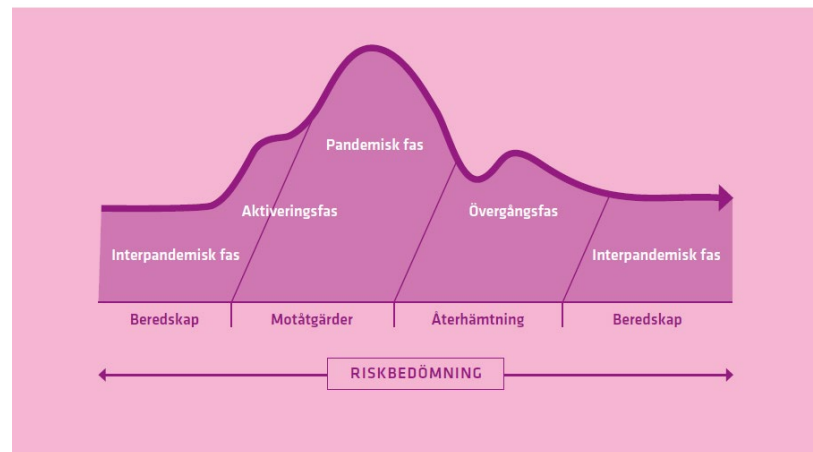 Pandemisk fas
Aktiveringsfas
Övergångsfas
Interpandemisk fas
Interpandemisk fas
Beredskap
Motåtgärder
Återhämtning
Beredskap
RISKBEDÖMNING